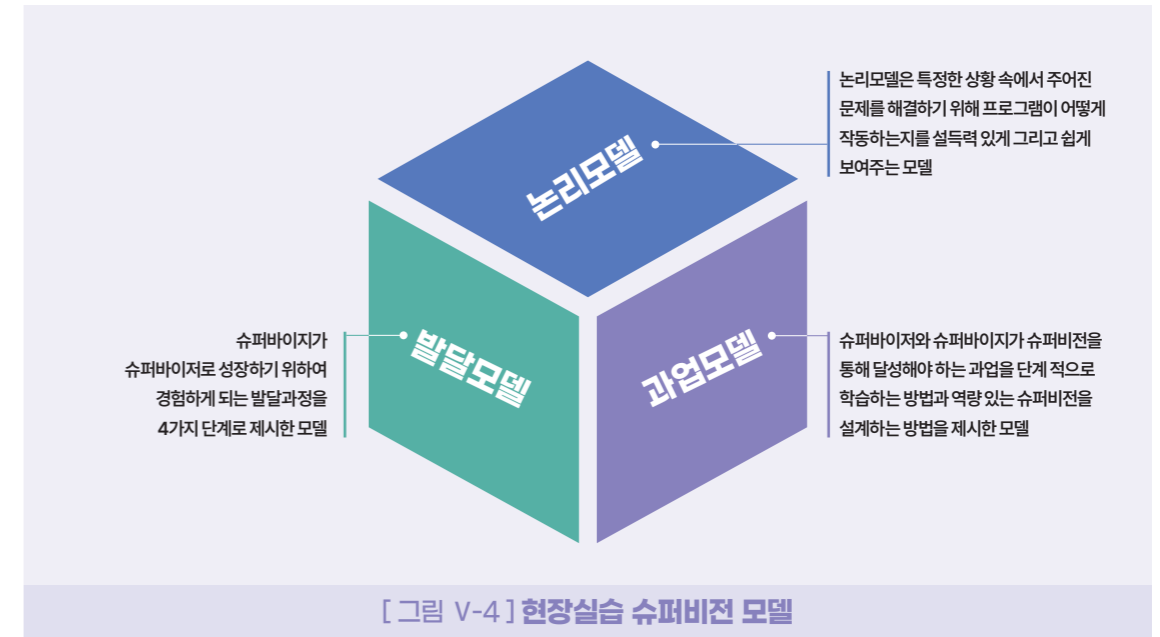 논리모델
논리모델은 특정한 상황 속에서 주어진
문제를 해결하기 위해 프로그램이 어떻게
작동하는지를 설득력 있게 그리고 쉽게
보여주는 모델
발달모델
슈퍼바이지가
슈퍼바이저로 성장하기 위하여
경험하게 되는 발달과정을
4가지 단계로 제시한 모델
과업모델
슈퍼바이저와 슈퍼바이지가 슈퍼비전을
통해 달성해야 하는 과업을 단계 적으로
학습하는 방법과 역량 있는 슈퍼비전을
설계하는 방법을 제시한 모델
[ 그림 V-4 ] 현장실습 슈퍼비전 모델